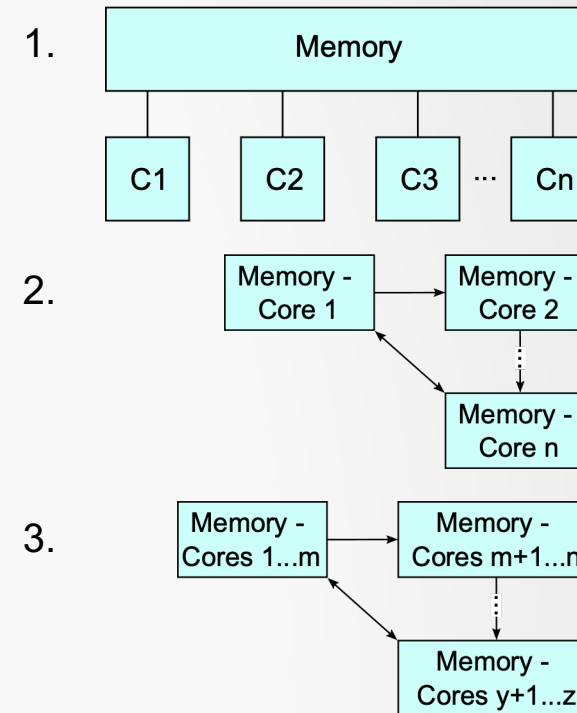 1.
Memory
C1 C2 C3 ... Cn
2.
Memory -
Core 1
Memory -
Core 2
Memory -
Core n
3.
Memory -
Cores 1...m
Memory -
Cores m+1...n
Memory -
Cores y+1...z